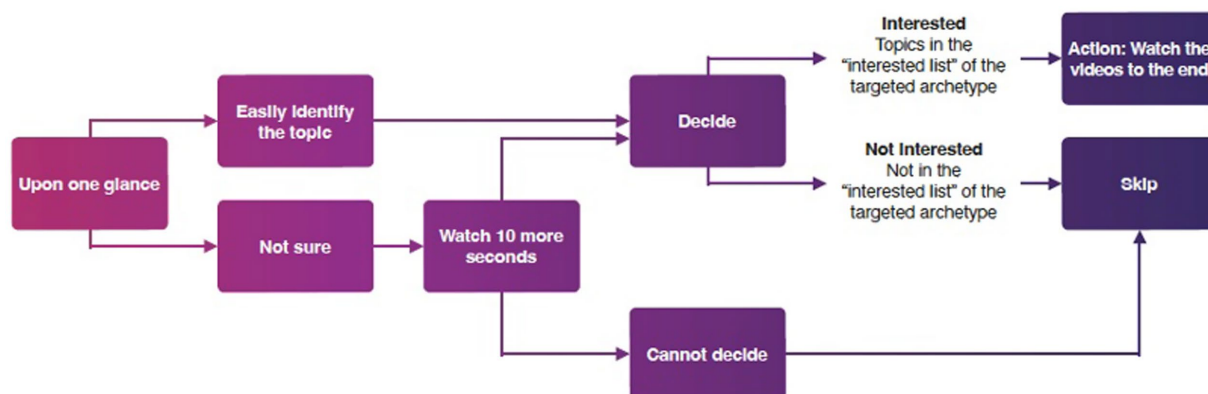 Upon one glance
Easily identify
the topic
Not sure
Watch 10 more
seconds
Decide
Cannot decide
Interested
Topics in the
“interested list” of the
targeted archetype
Not Interested
Not in the
“interested list” of the
targeted archetype
Action: Watch the
videos to the end
Skip